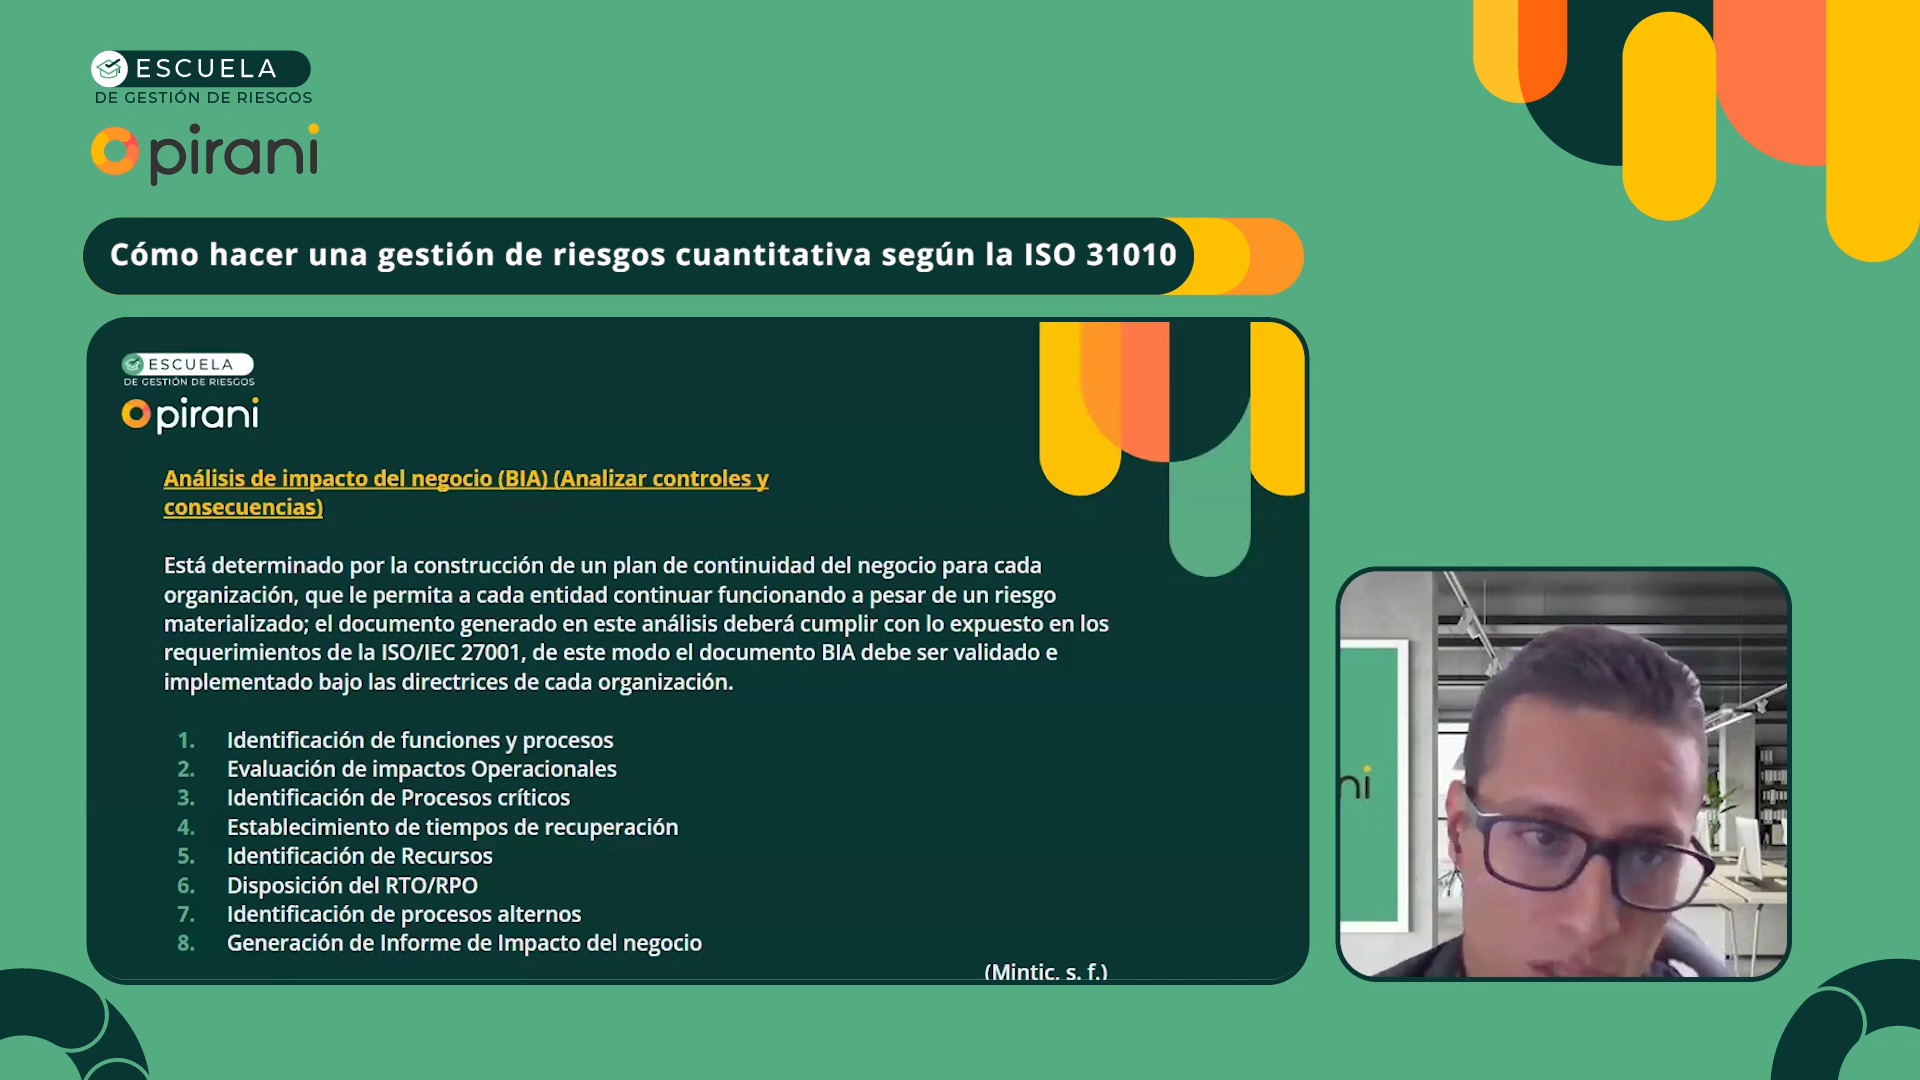 ESCUELA
DE GESTIÓN DE RIESGOS
pirani
Cómo hacer una gestión de riesgos cuantitativa según la ISO 31010
ESCUELA
DE GESTIÓN DE RIESGOS
pirani
Análisis de impacto del negocio (BIA) (Analizar controles y
consecuencias)
Está determinado por la construcción de un plan de continuidad del negocio para cada
organización, que le permita a cada entidad continuar funcionando a pesar de un riesgo
materializado; el documento generado en este análisis deberá cumplir con lo expuesto en los
requerimientos de la ISO/IEC 27001, de este modo el documento BIA debe ser validado e
implementado bajo las directrices de cada organización.
1. Identificación de funciones y procesos
2. Evaluación de impactos Operacionales
3. Identificación de Procesos críticos
4. Establecimiento de tiempos de recuperación
5. Identificación de Recursos
6. Disposición del RTO/RPO
7. Identificación de procesos alternos
8. Generación de Informe de Impacto del negocio
(Mintic, s. f.)
ni